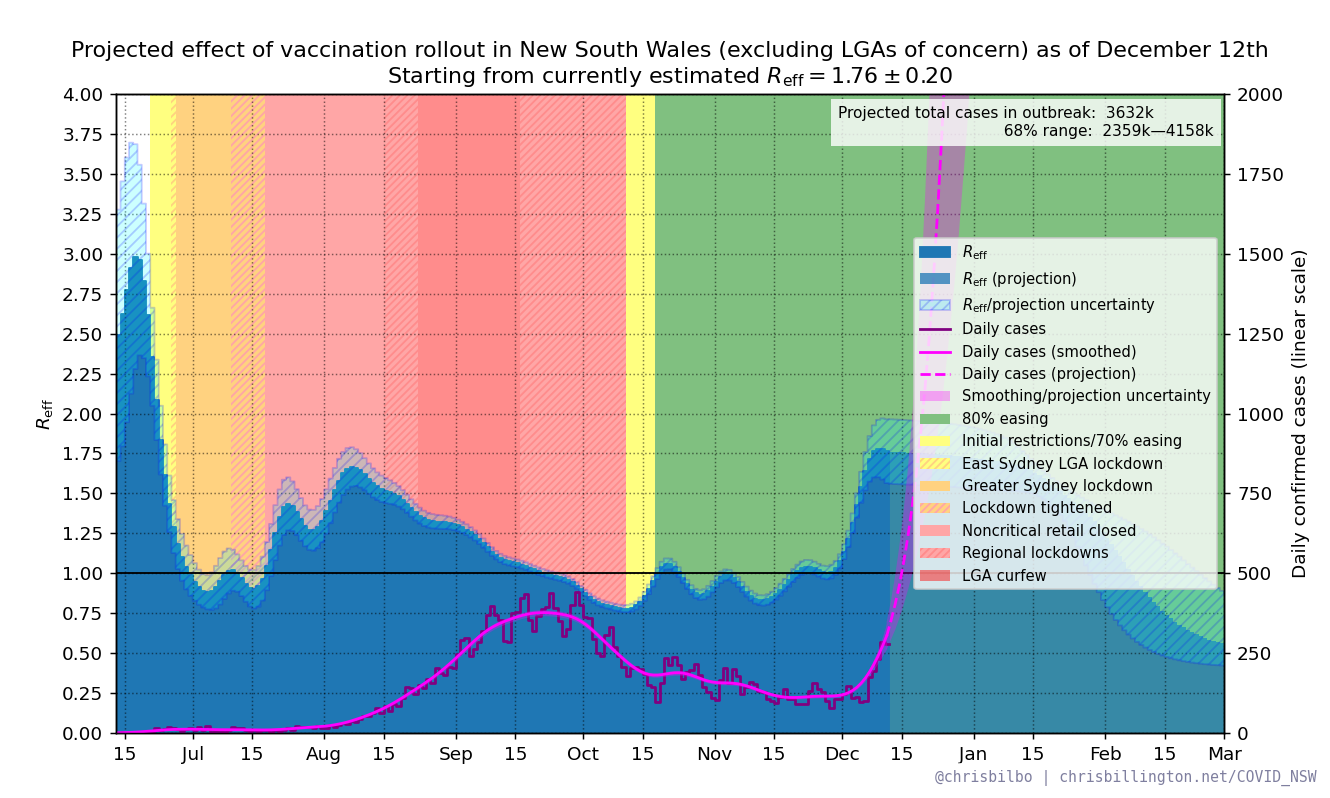 Projected effect of vaccination rollout in New South Wales (excluding LGAs of concern) as of December 12th
Starting from currently estimated Reff = 1.76 ± 0.20
Projected total cases in outbreak: 3632k
68% range: 2359k—4158k
Reff
4.00
3.75
3.50
3.25
3.00
2.75
2.50
2.25
2.00
1.75
1.50
1.25
1.00
0.75
0.50
0.25
0.00
2000
1750
1500
1250
1000
750
500
250
0
Daily confirmed cases (linear scale)
Reff
Reff (projection)
Reff/projection uncertainty
Daily cases
Daily cases (smoothed)
Daily cases (projection)
Smoothing/projection uncertainty
80% easing
Initial restrictions/70% easing
East Sydney LGA lockdown
Greater Sydney lockdown
Lockdown tightened
Noncritical retail closed
Regional lockdowns
LGA curfew
15 Jul 15 Aug 15 Sep 15 Oct 15 Nov 15 Dec 15 Jan 15 Feb 15 Mar
@chrisbilbo | chrisbillington.net/COVID_NSW